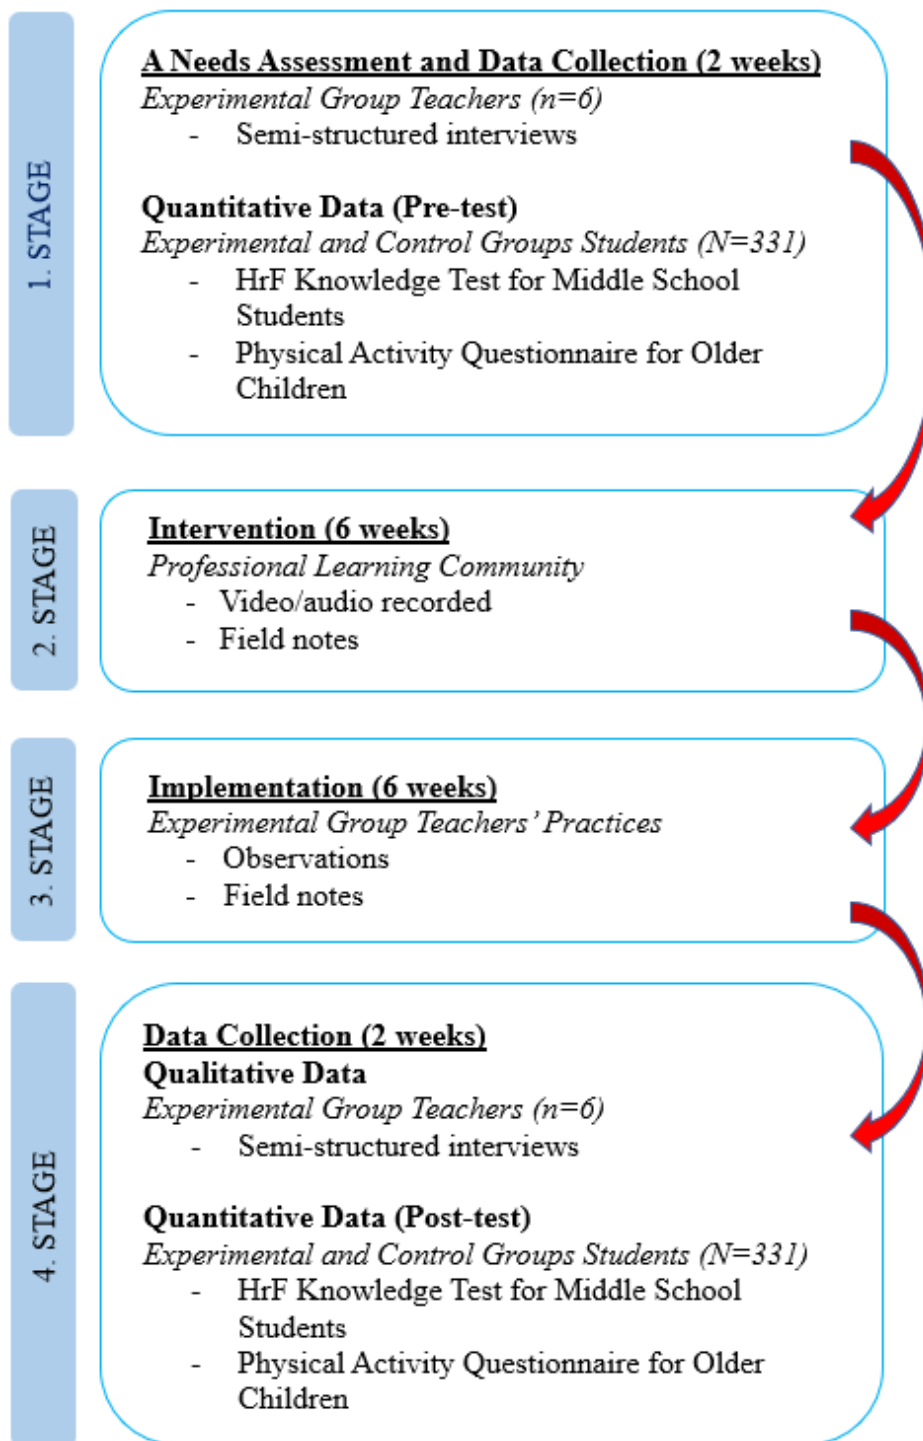 1. STAGE
A Needs Assessment and Data Collection (2 weeks)
Experimental Group Teachers (n=6)
- Semi-structured interviews
Quantitative Data (Pre-test)
Experimental and Control Groups Students (N=331)
- HrF Knowledge Test for Middle School
Students
- Physical Activity Questionnaire for Older
Children
2. STAGE
Intervention (6 weeks)
Professional Learning Community
- Video/audio recorded
- Field notes
3. STAGE
Implementation (6 weeks)
Experimental Group Teachers' Practices
- Observations
- Field notes
4. STAGE
Data Collection (2 weeks)
Qualitative Data
Experimental Group Teachers (n=6)
- Semi-structured interviews
Quantitative Data (Post-test)
Experimental and Control Groups Students (N=331)
- HrF Knowledge Test for Middle School
Students
- Physical Activity Questionnaire for Older
Children